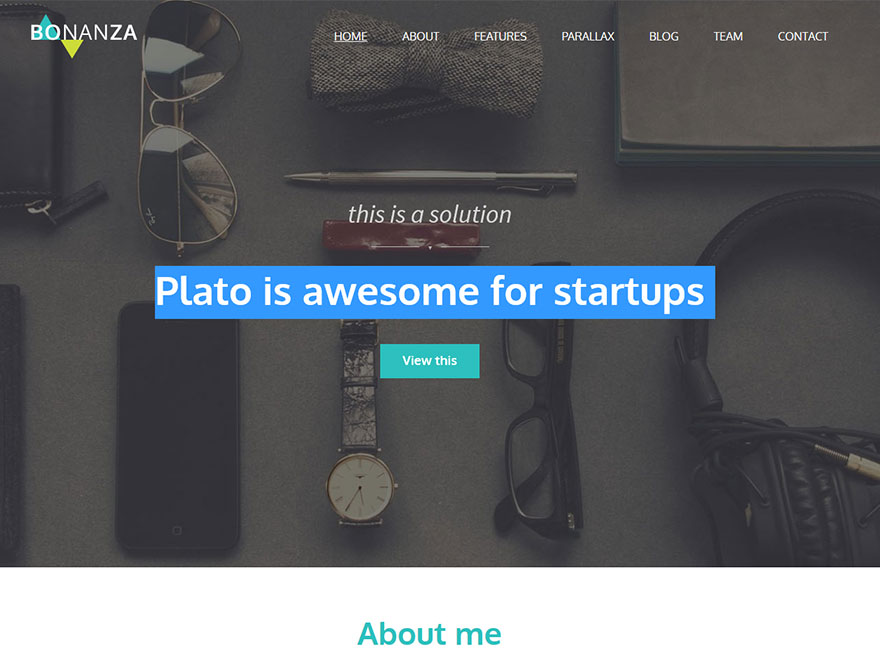 BONANZA
HOME ABOUT FEATURES PARALLAX BLOG TEAM CONTACT
this is a solution
Plato is awesome for startups
View this
About me